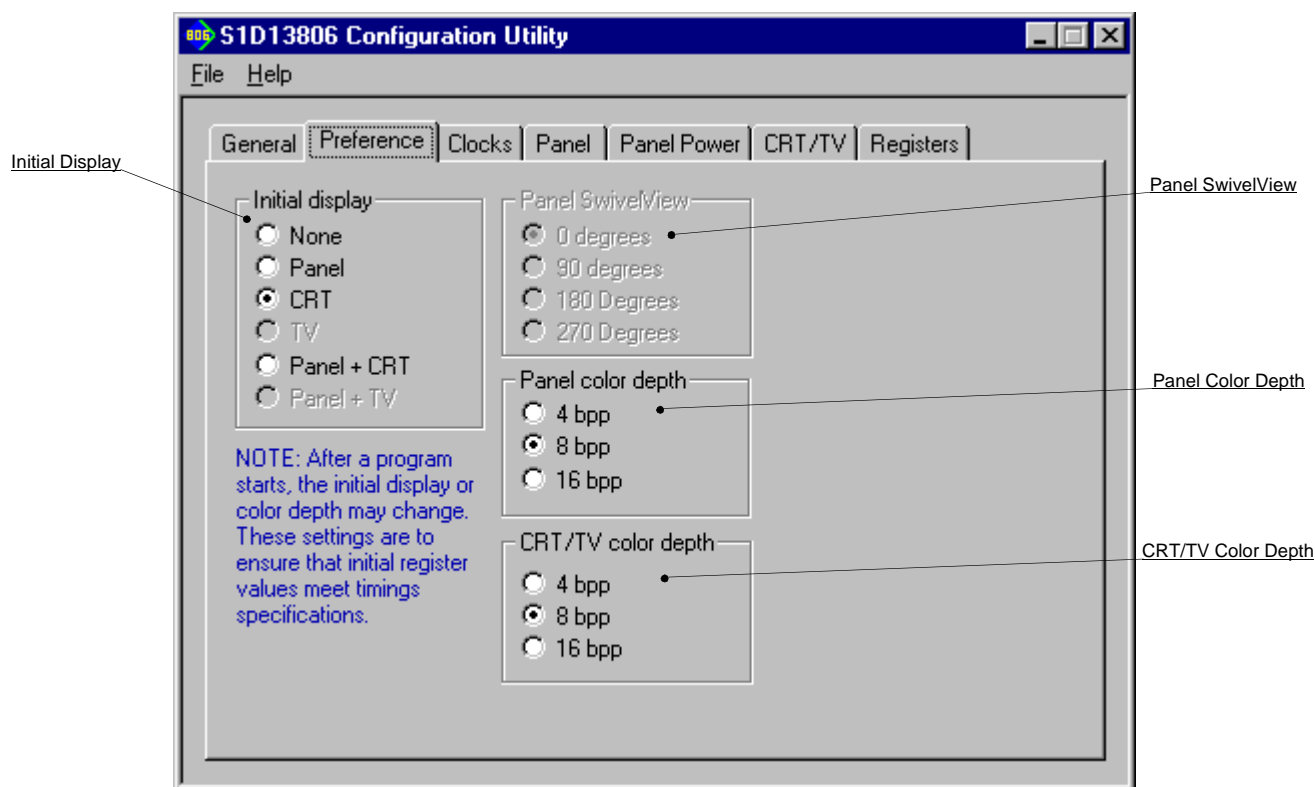 806 S1D13806 Configuration Utility
File Help
General Preference Clocks Panel Panel Power CRT/TV Registers
Initial Display
Initial display
None
Panel
CRT
TV
Panel + CRT
Panel + TV
NOTE: After a program
starts, the initial display or
color depth may change.
These settings are to
ensure that initial register
values meet timings
specifications.
Panel SwivelView
0 degrees
90 degrees
180 Degrees
270 Degrees
Panel SwivelView
Panel color depth
4 bpp
8 bpp
16 bpp
Panel Color Depth
CRT/TV color depth
4 bpp
8 bpp
16 bpp
CRT/TV Color Depth